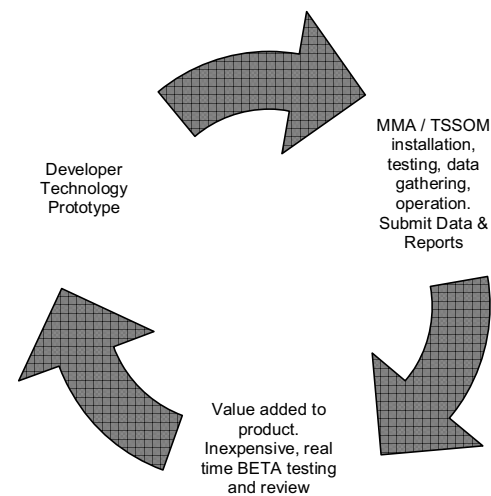 Developer
Technology
Prototype
MMA / TSSOM
installation,
testing, data
gathering,
operation.
Submit Data &
Reports
Value added to
product.
Inexpensive, real
time BETA testing
and review